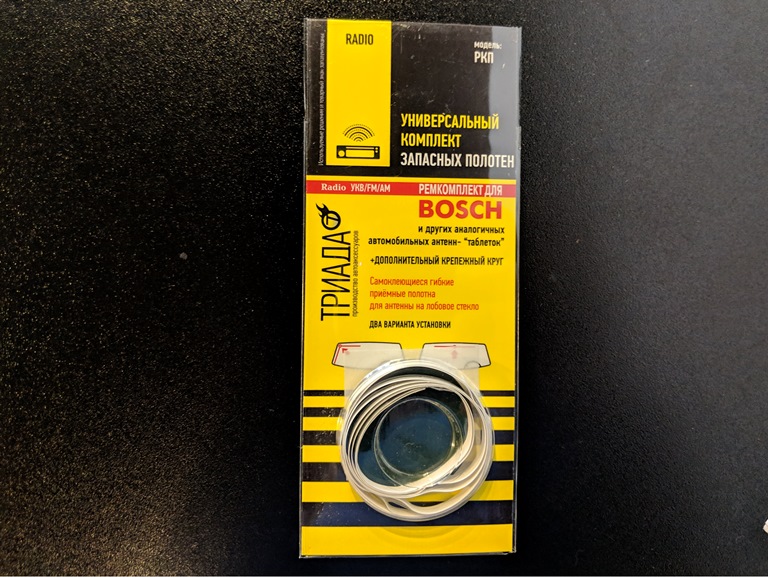 RADIO
модель:
РКП
УНИВЕРСАЛЬНЫЙ
КОМПЛЕКТ
ЗАПАСНЫХ ПОЛОТЕН
Radio УКВ/FM/AM
РЕМКОМПЛЕКТ ДЛЯ
BOSCH
и других аналогичных
автомобильных антенн- "таблеток"
+ДОПОЛНИТЕЛЬНЫЙ КРЕПЕЖНЫЙ КРУГ
Самоклеющиеся гибкие
приёмные полотна
для антенны на лобовое стекло
ДВА ВАРИАНТА УСТАНОВКИ
ТРИАДА
производство автоаксессуаров